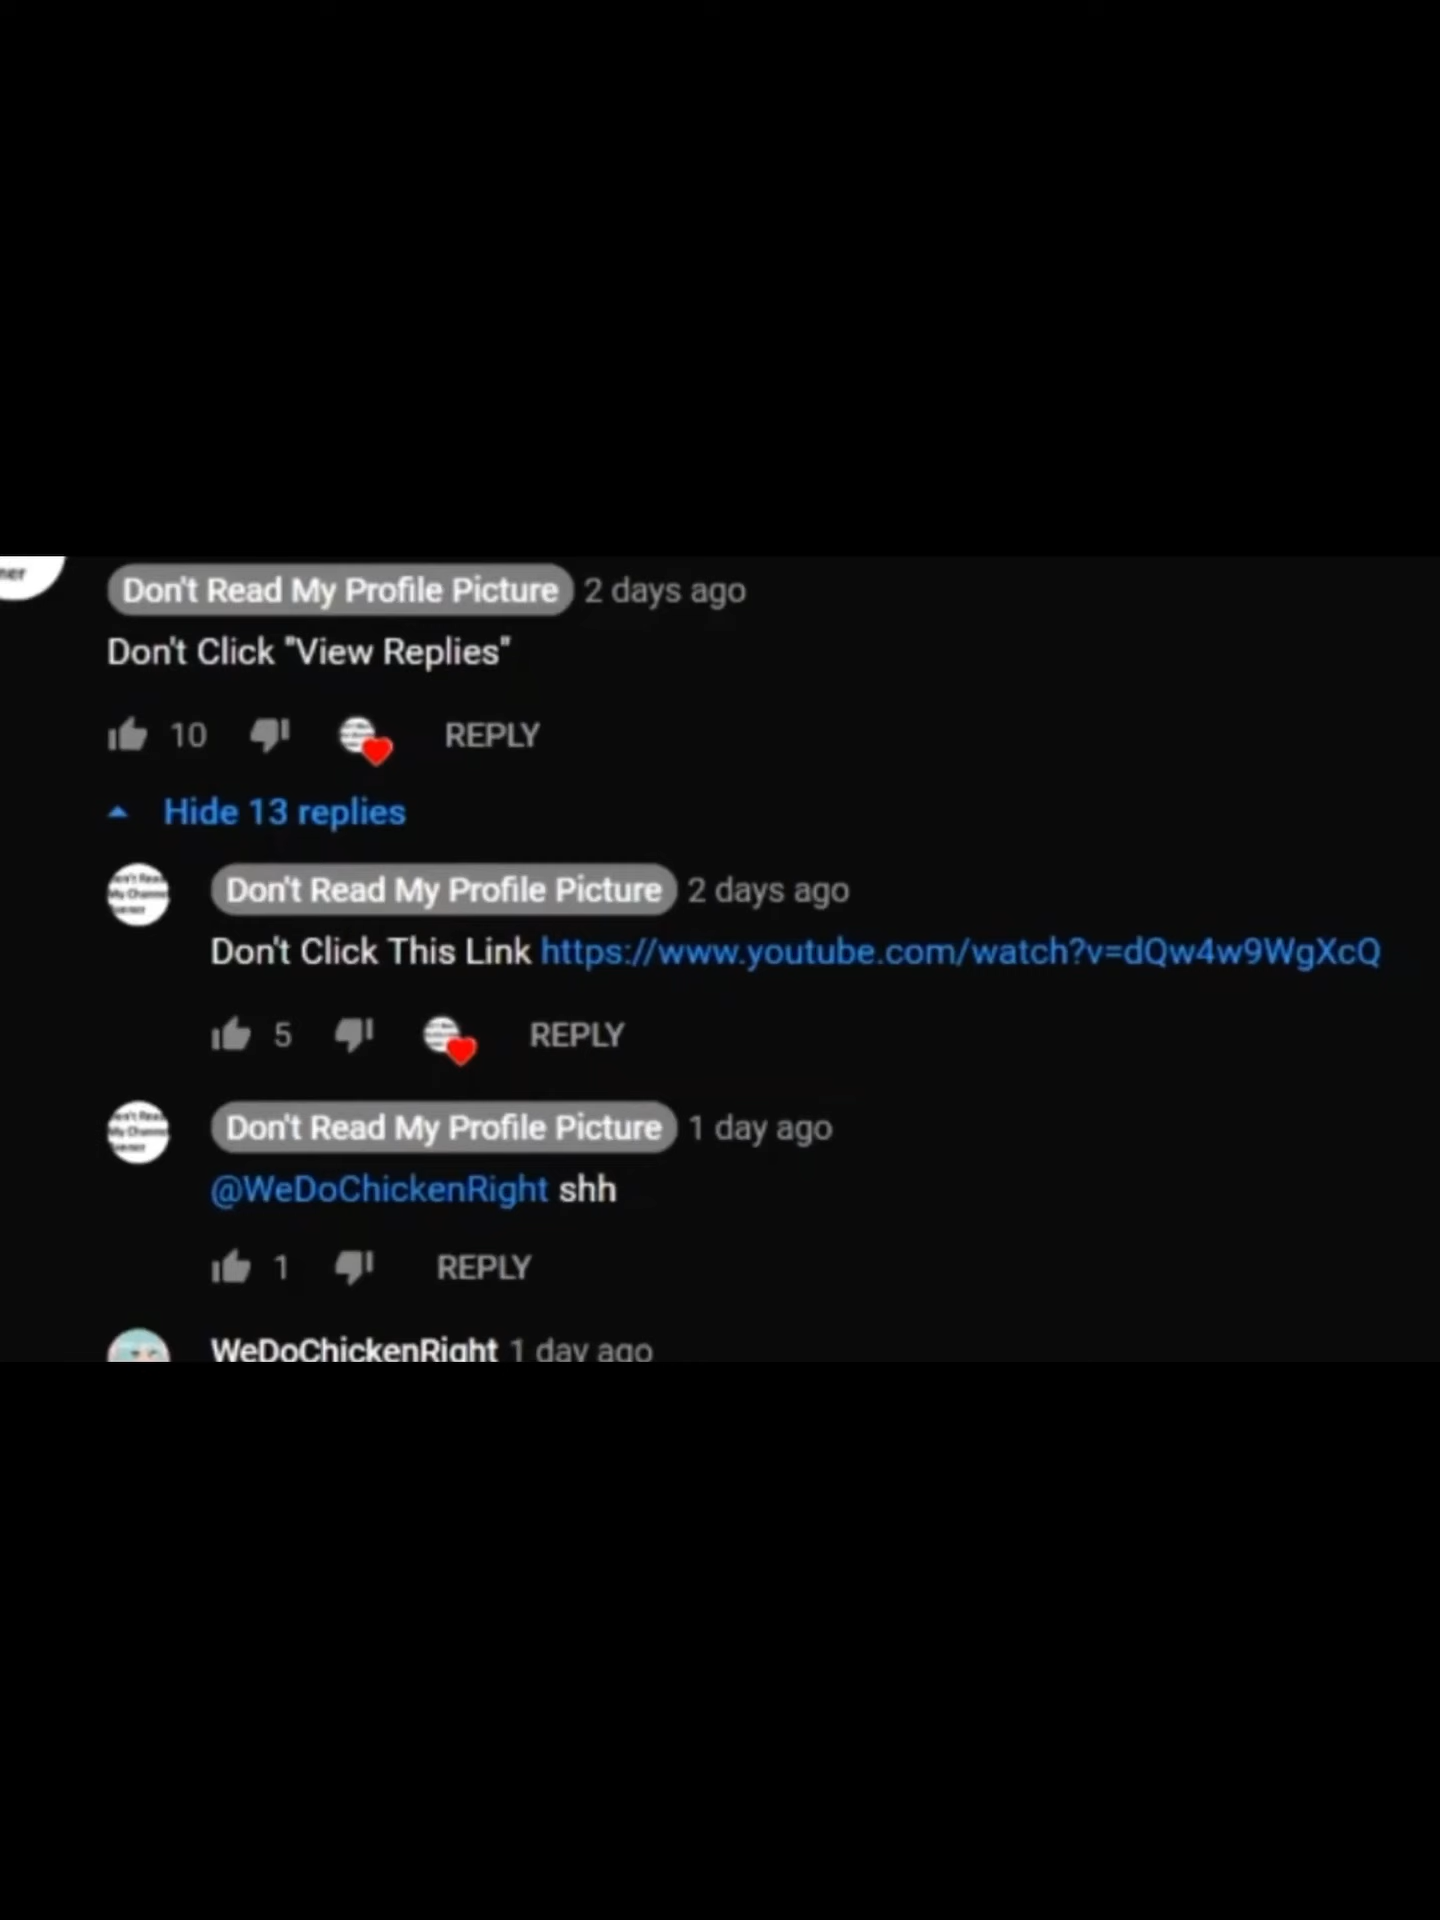 ner
Don't Read My Profile Picture 2 days ago
Don't Click "View Replies"
10 REPLY
Hide 13 replies
Don't Read My Profile Picture 2 days ago
Don't Click This Link https://www.youtube.com/watch?v=dQw4w9WgXcQ
5 REPLY
Don't Read My Profile Picture 1 day ago
@WeDoChickenRight shh
1 REPLY
WeDoChickenRight 1 day ago